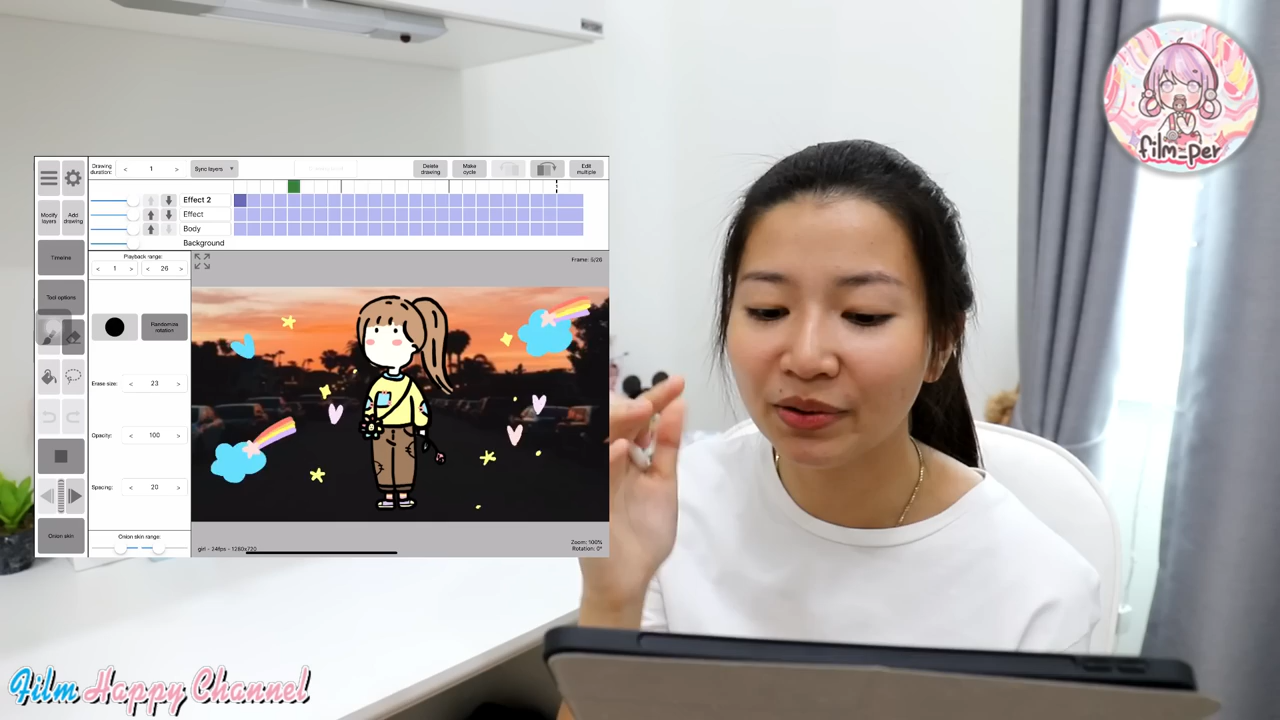 film_per
Drawing duration:
< 1 >
Sync layers ▼
Delete drawing
Make cycle
Edit multiple
Effect 2
Effect
Body
Background
Modify layers
Add drawing
Timeline
Playback range:
< 1 > < 26 >
Frame: 5/26
Tool options
Randomize rotation
Erase size: < 23 >
Opacity: < 100 >
Spacing: < 20 >
Onion skin
Onion skin range:
girl - 24fps - 1280x720
Zoom: 100%
Rotation: 0°
Film Happy Channel